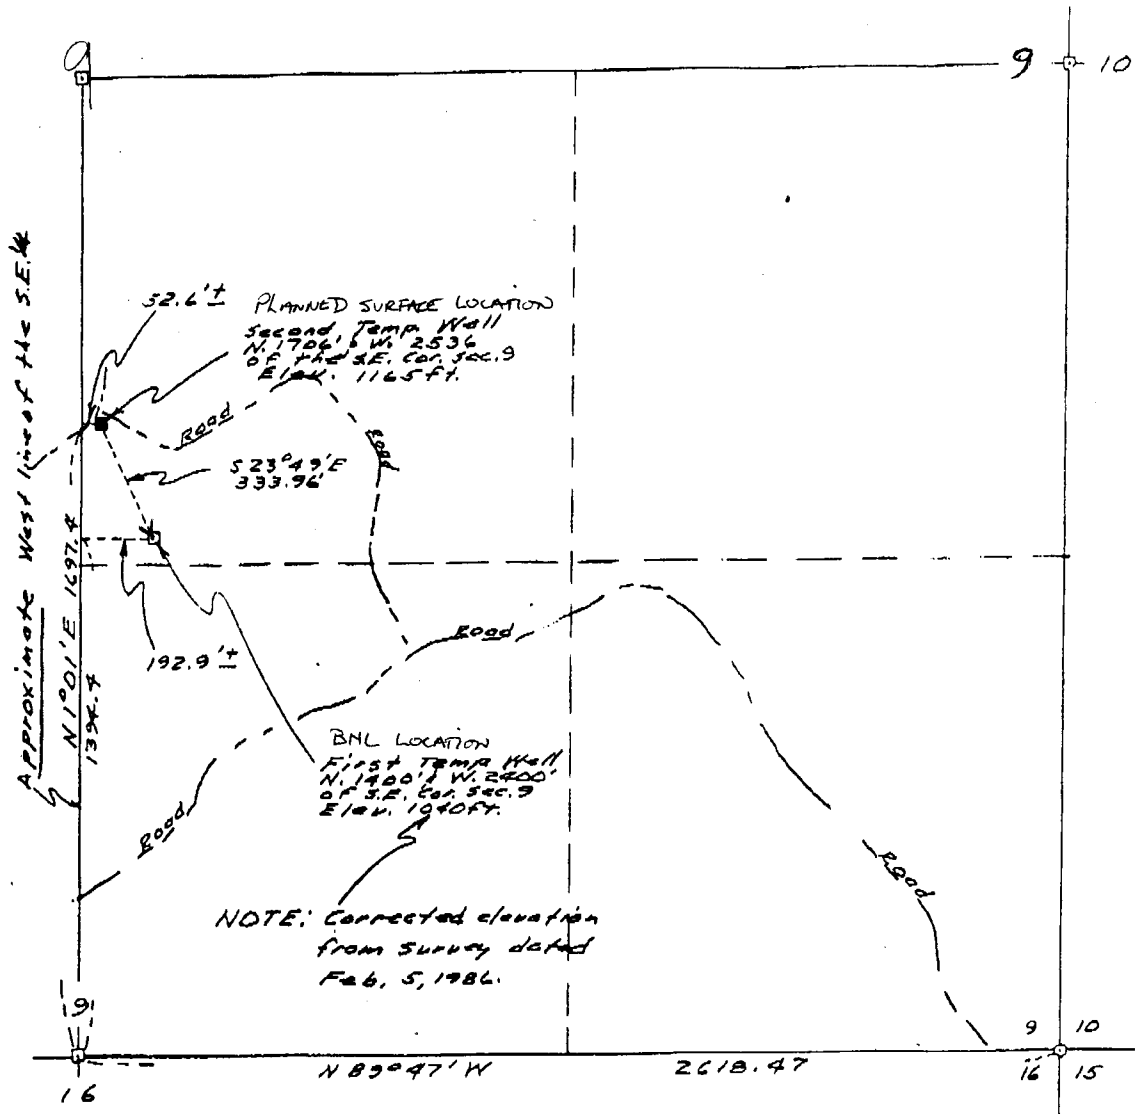 9
9
10
Approximate West line of the S.E.¼
52.6'±
PLANNED SURFACE LOCATION
Second Temp. Well
N. 1706' & W. 2536
of the S.E. Cor. Sec. 9
Elev. 1165 ft.
Road
Road
S 23°49'E
333.96'
N 1°01'E 1697.4
1394.4
192.9'±
Road
BNL LOCATION
First Temp Well
N. 1400' & W. 2400'
of S.E. Cor. Sec. 9
Elev. 1040 ft.
Road
Road
NOTE: Corrected elevation
from survey dated
Feb. 5, 1986.
9
16
N 89°47' W
2618.47
9
10
16
15